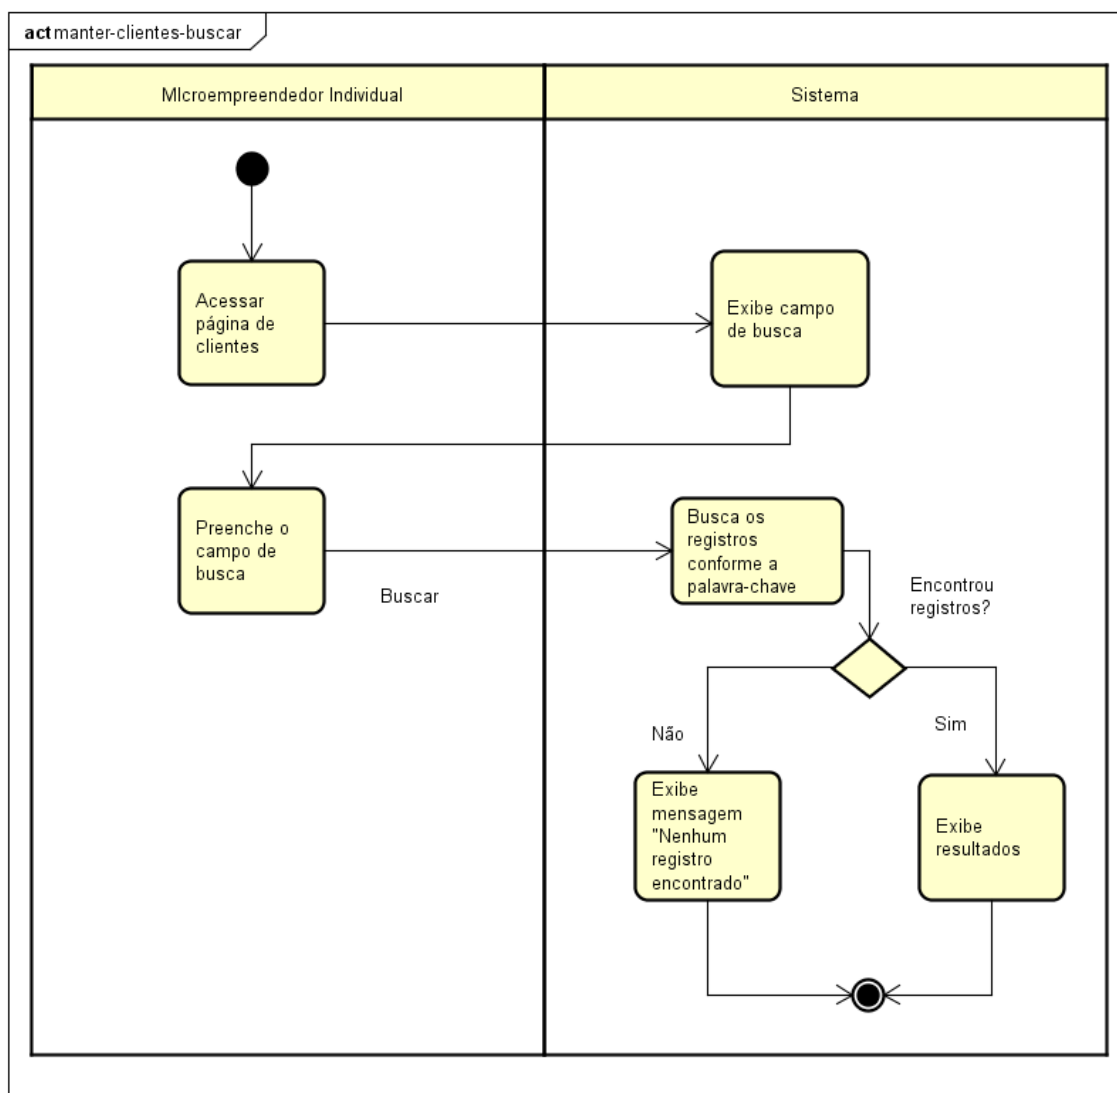 act manter-clientes-buscar
MIcroempreendedor Individual
Sistema
Acessar
página de
clientes
Exibe campo
de busca
Preenche o
campo de
busca
Buscar
Busca os
registros
conforme a
palavra-chave
Encontrou
registros?
Não
Sim
Exibe
mensagem
"Nenhum
registro
encontrado"
Exibe
resultados